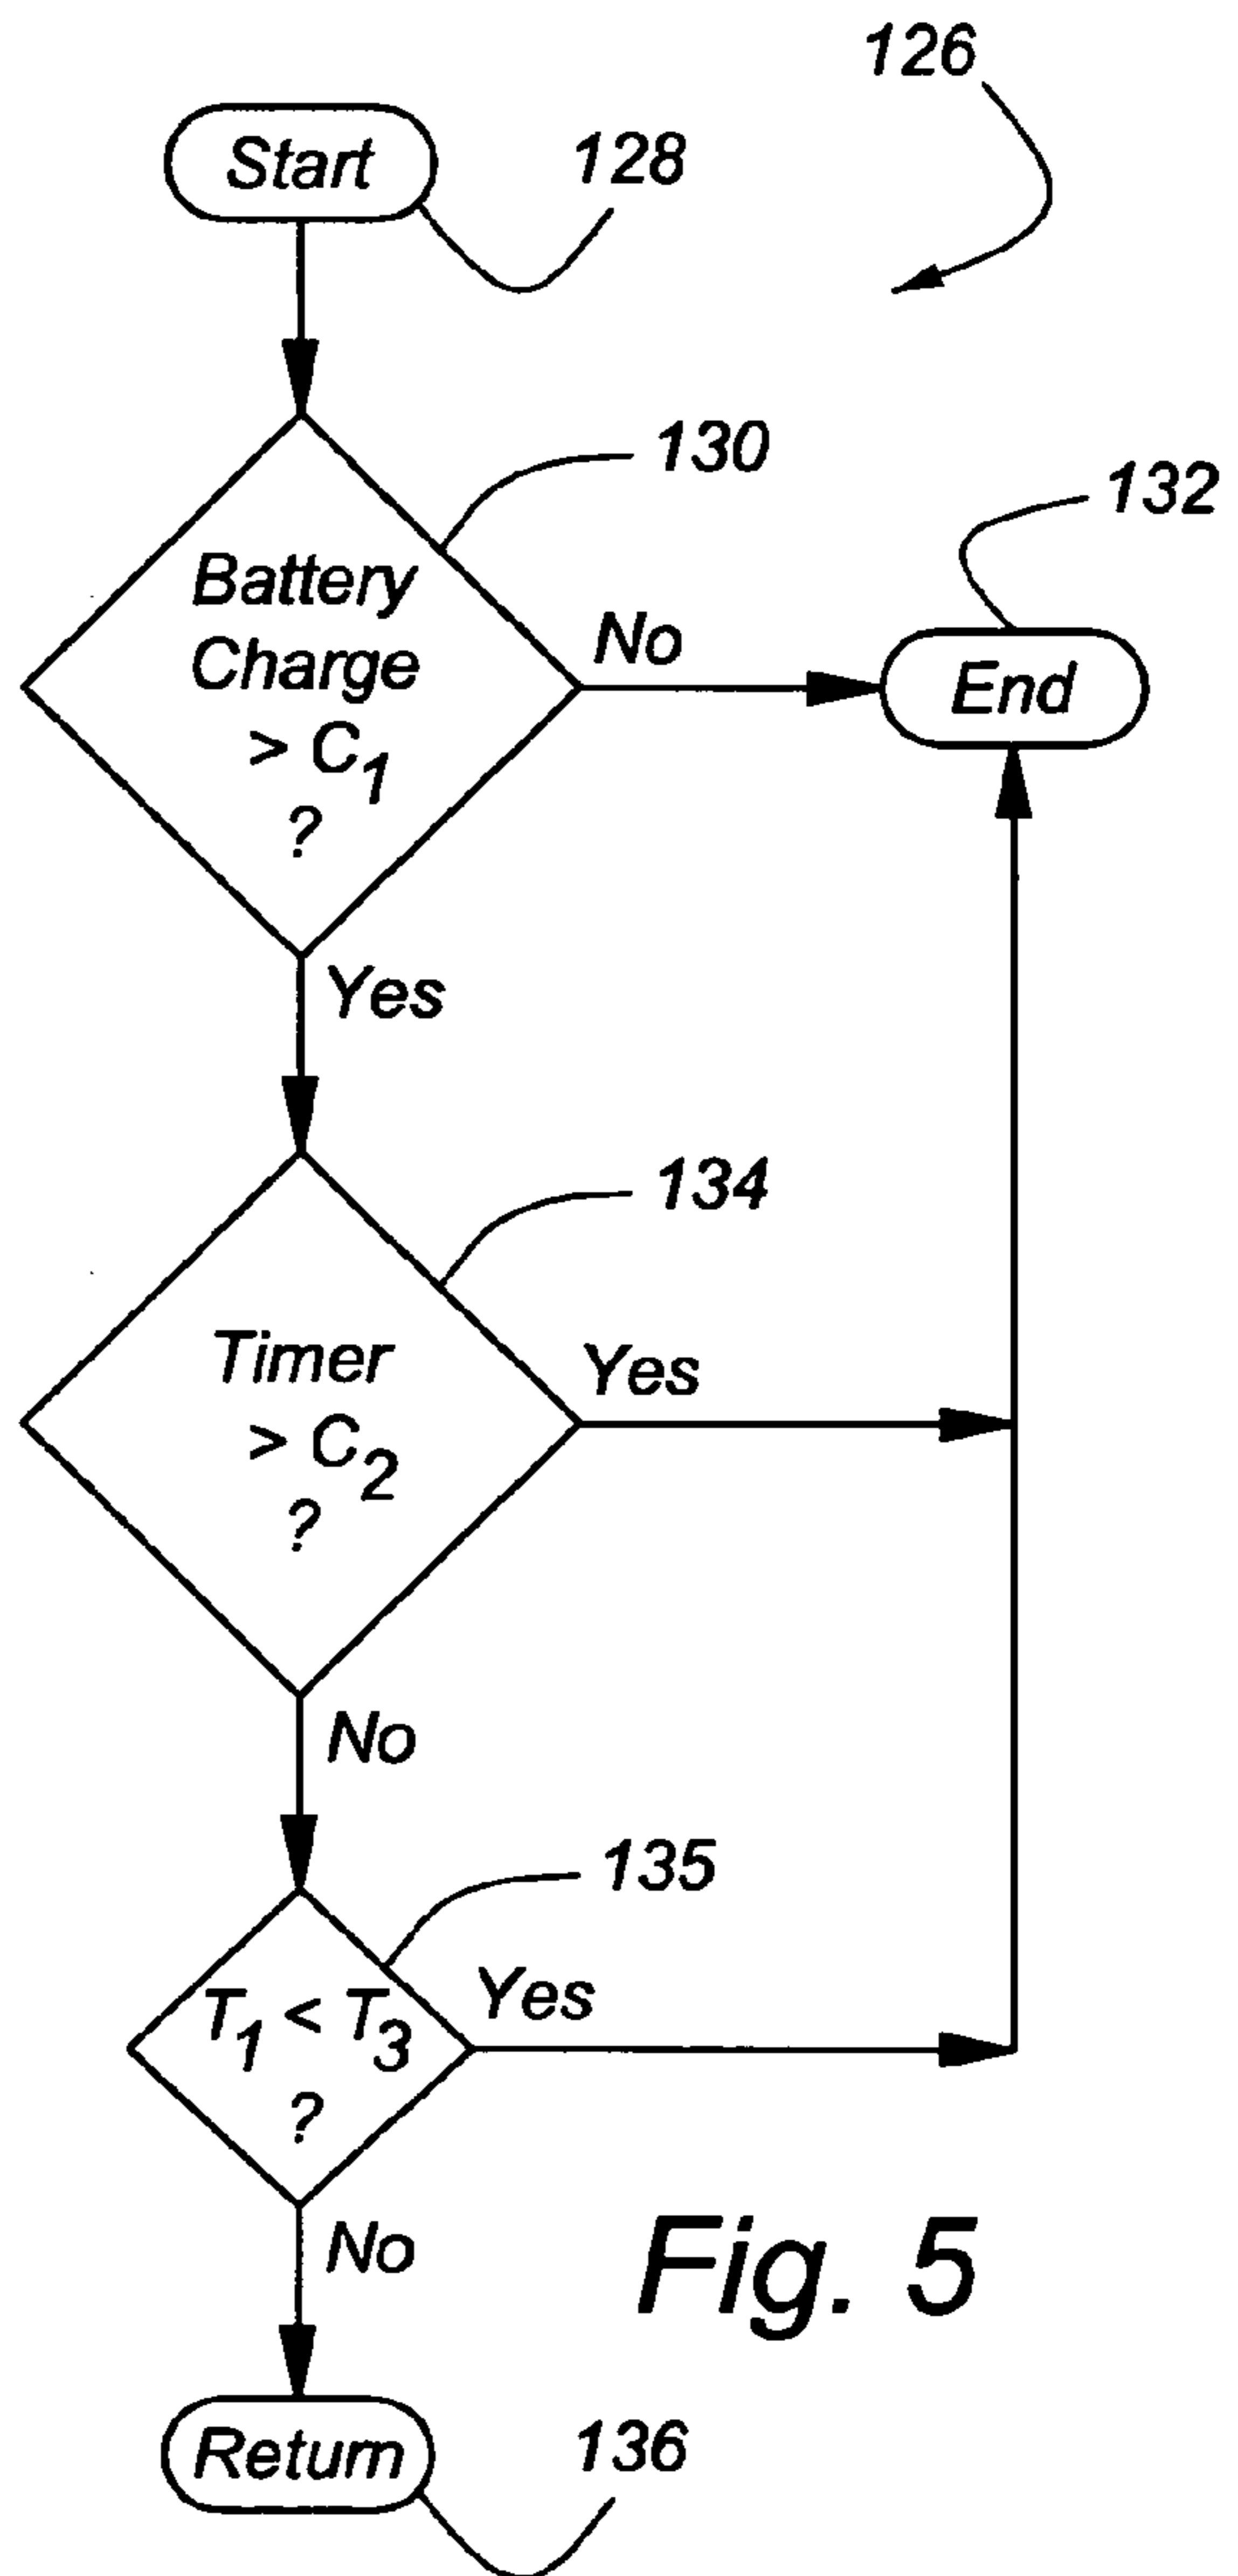 126
Start
128
130
Battery
Charge
> C1
?
No
132
End
Yes
134
Timer
> C2
?
Yes
No
135
T1 < T3
?
Yes
No
Fig. 5
Return
136